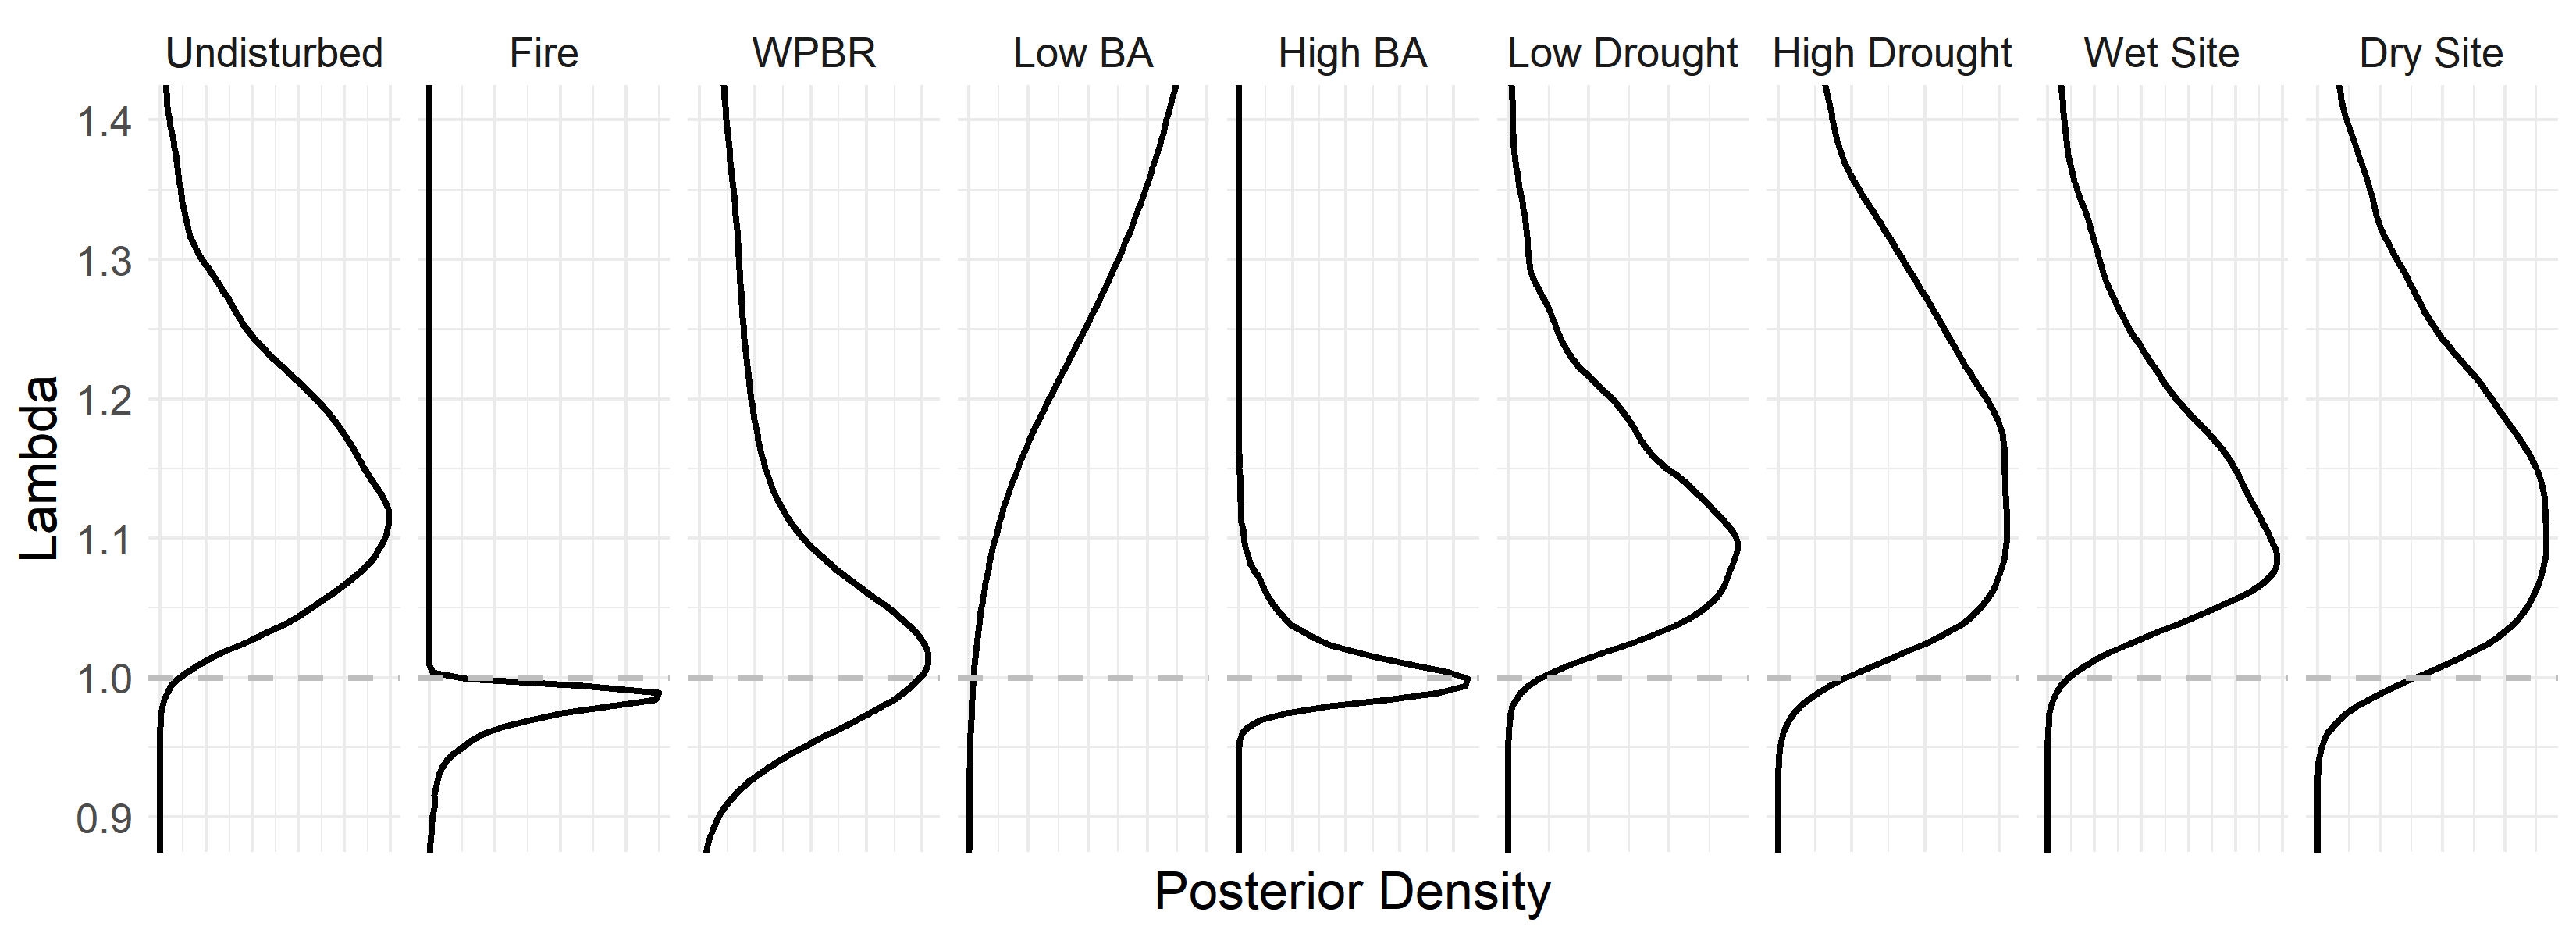 Undisturbed Fire WPBR Low BA High BA Low Drought High Drought Wet Site Dry Site
1.4
1.3
1.2
1.1
1.0
0.9
Lambda
Posterior Density